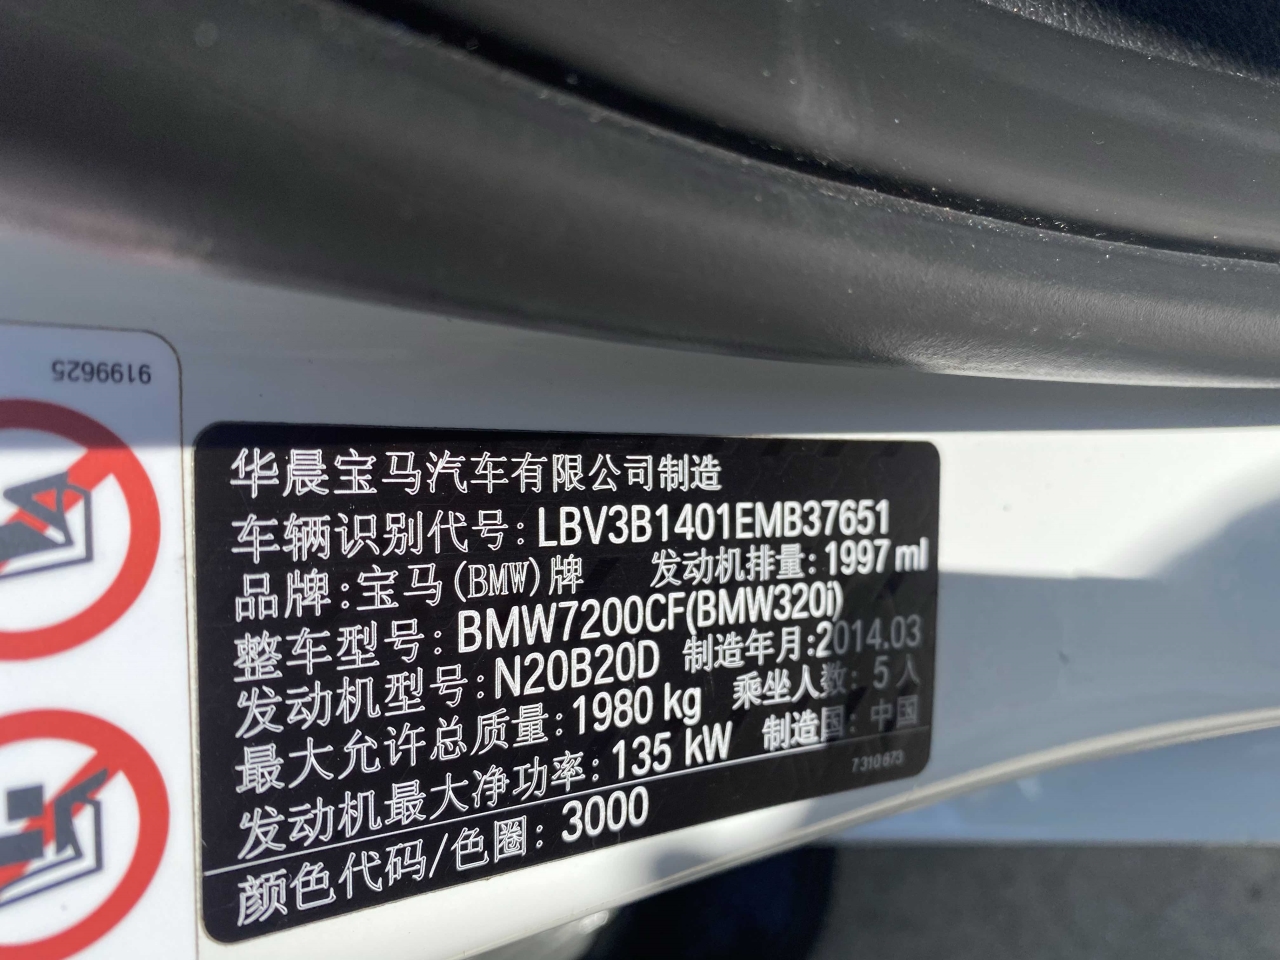 9199625
华晨宝马汽车有限公司制造
车辆识别代号:LBV3B1401EMB37651
品牌:宝马(BMW)牌 发动机排量:1997ml
整车型号:BMW7200CF(BMW320i)
发动机型号:N20B20D 制造年月:2014.03
最大允许总质量:1980 kg 乘坐人数:5人
发动机最大净功率:135 kW 制造国:中国
7310673
颜色代码/色圈:3000